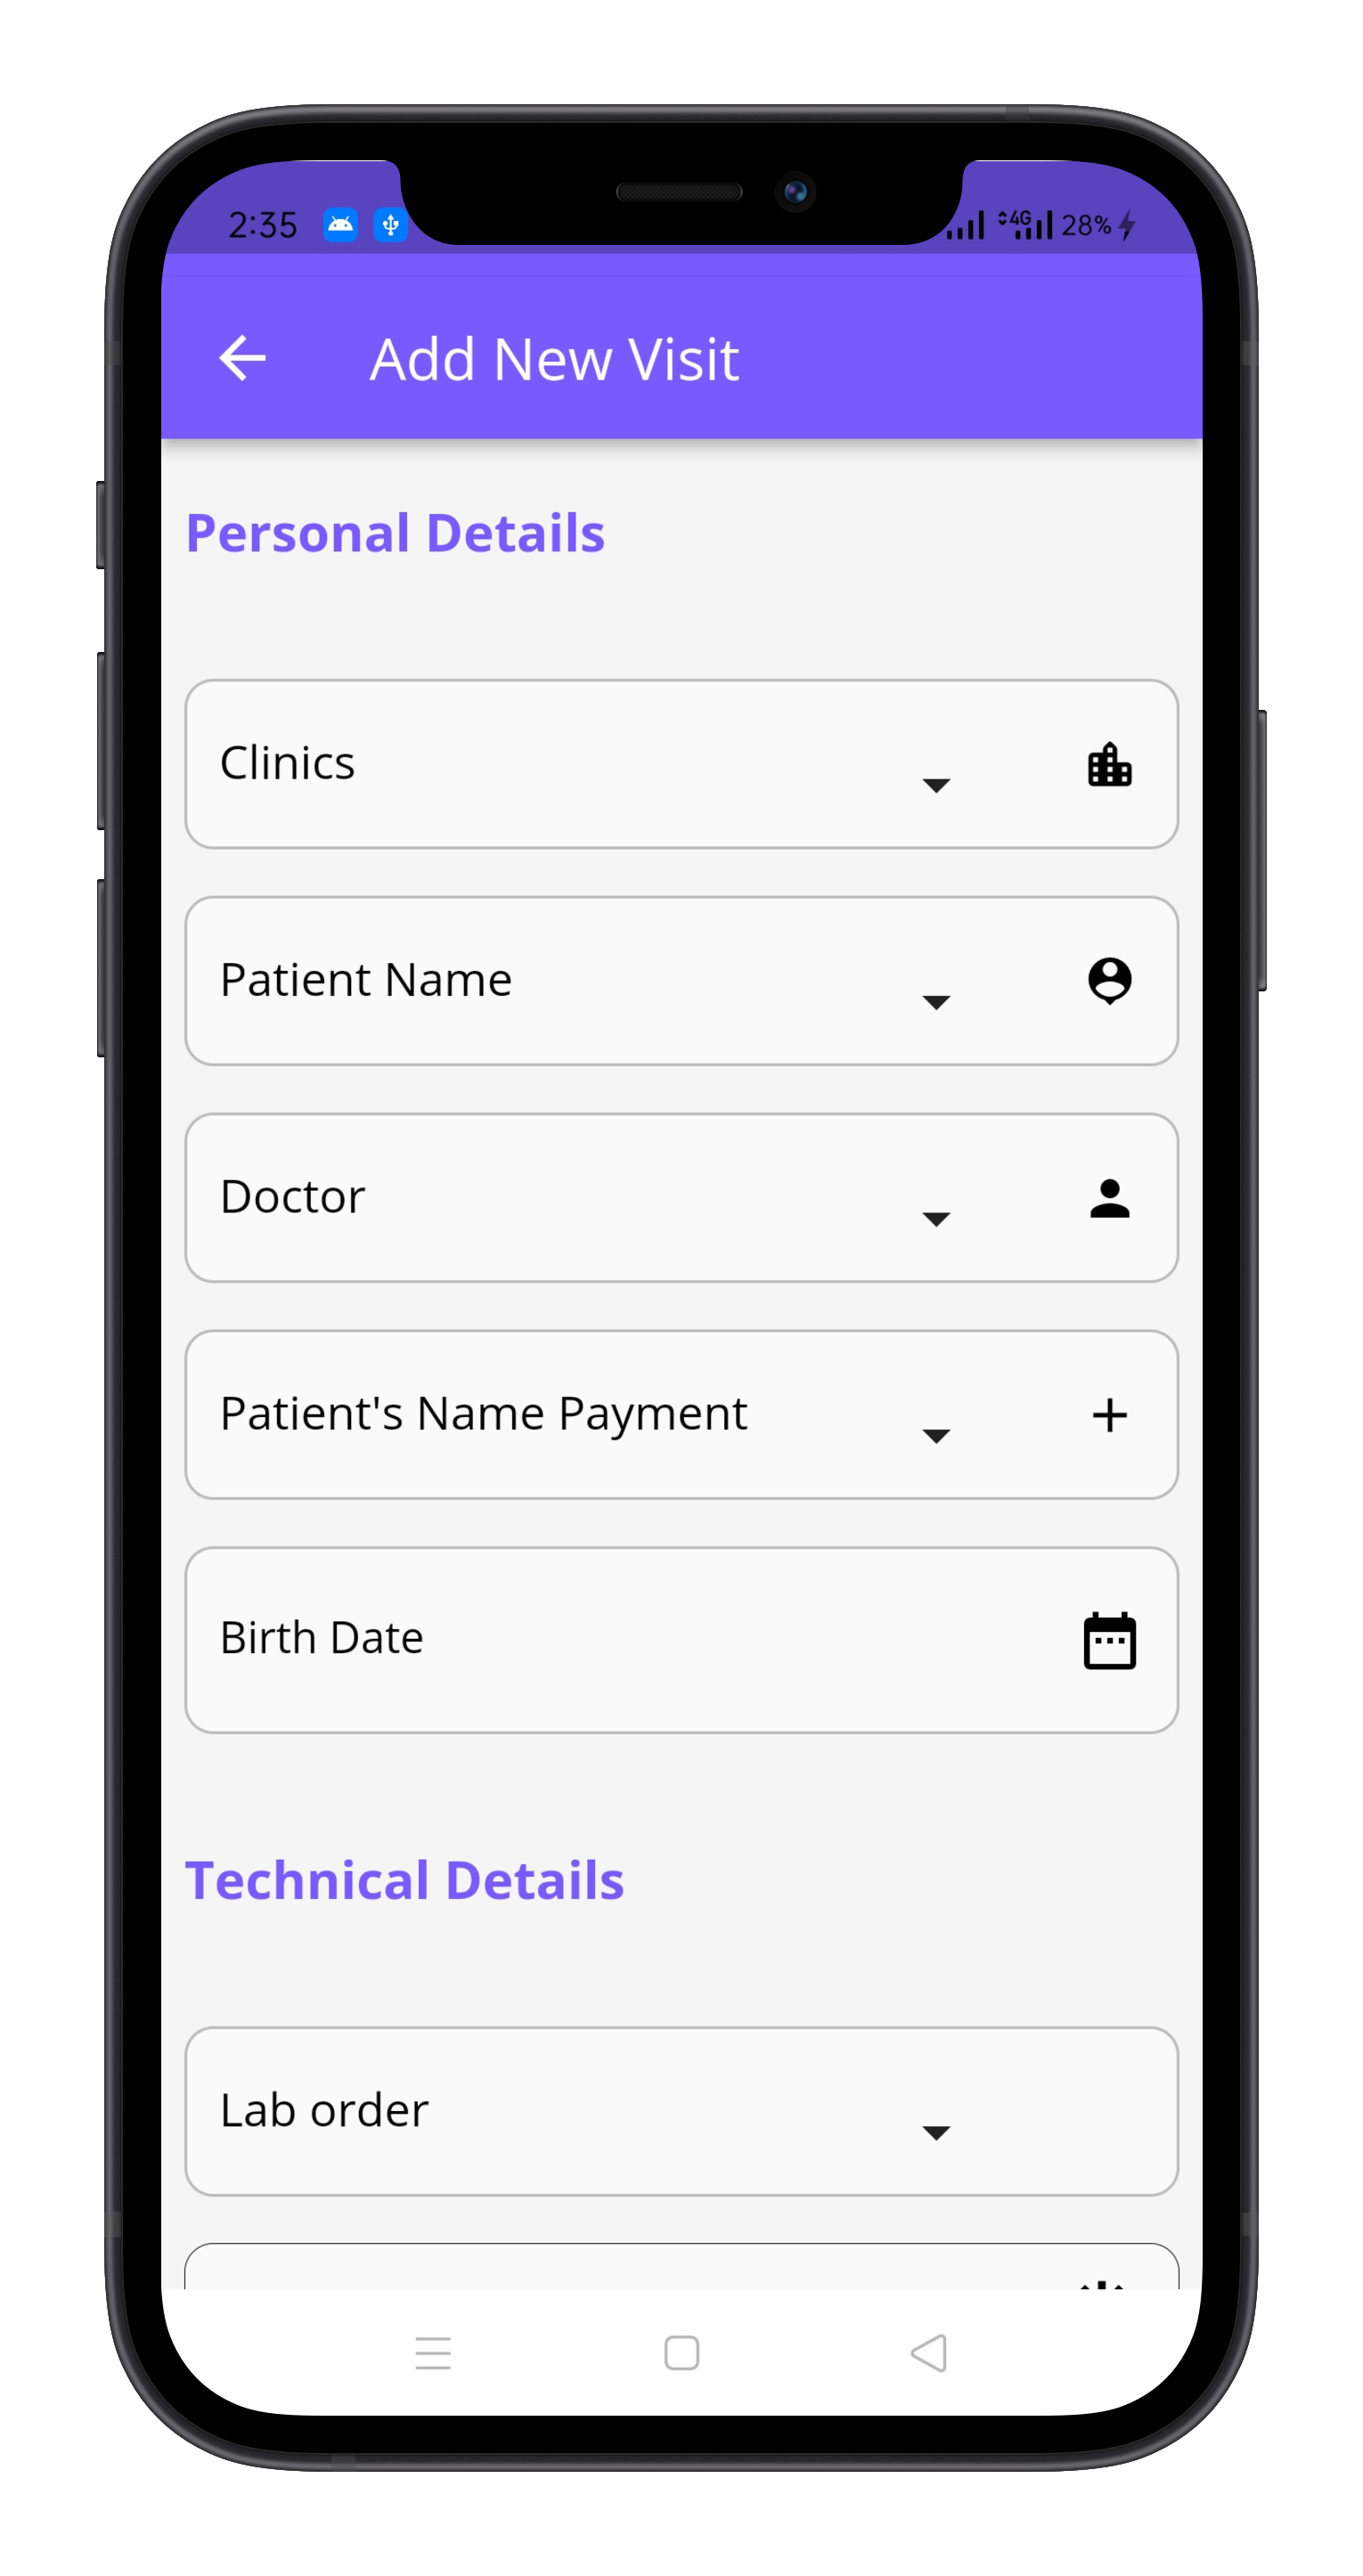 2:35 4G 28%
Add New Visit
Personal Details
Clinics
Patient Name
Doctor
Patient's Name Payment
Birth Date
Technical Details
Lab order